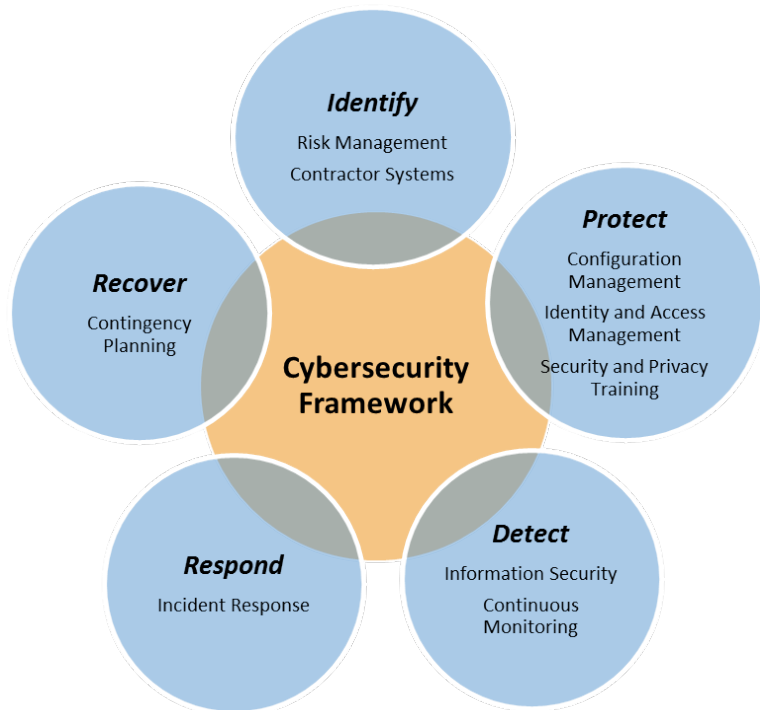 Identify
Risk Management
Contractor Systems
Protect
Configuration
Management
Identity and Access
Management
Security and Privacy
Training
Recover
Contingency
Planning
Cybersecurity
Framework
Detect
Information Security
Continuous
Monitoring
Respond
Incident Response